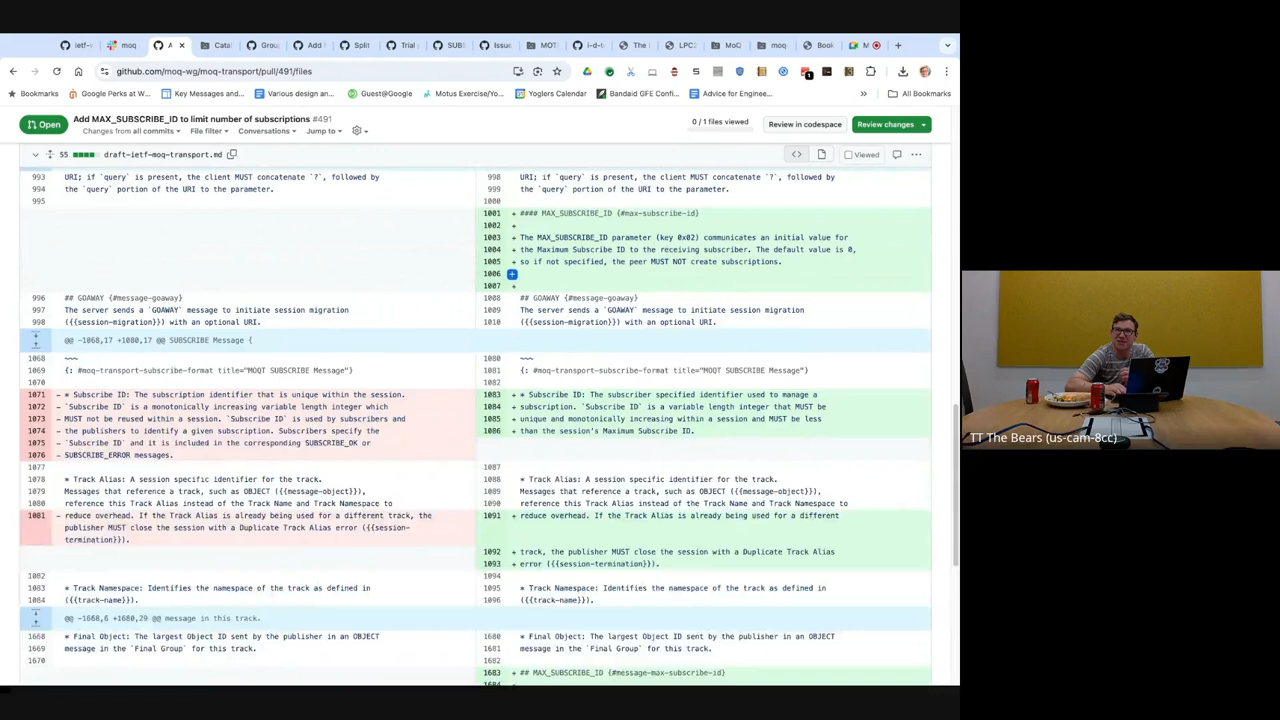 ietf-
moq
A
Cata
Grou
Add
Split
Trial
SUBS
Issue
MOT
i-d-t
The I
LPC2
MoQ
moq
Book
M
github.com/moq-wg/moq-transport/pull/491/files
Bookmarks
Google Perks at W...
Key Messages and...
Various design an...
Guest@Google
Motus Exercise/Yo...
Yoglers Calendar
Bandaid GFE Confi...
Advice for Enginee...
»
All Bookmarks
Open
Add MAX_SUBSCRIBE_ID to limit number of subscriptions #491
Changes from all commits
File filter
Conversations
Jump to
0 / 1 files viewed
Review in codespace
Review changes
55
draft-ietf-moq-transport.md
Viewed
993 URI; if `query` is present, the client MUST concatenate `?`, followed by
994 the `query` portion of the URI to the parameter.
995
998 URI; if `query` is present, the client MUST concatenate `?`, followed by
999 the `query` portion of the URI to the parameter.
1000
1001 + #### MAX_SUBSCRIBE_ID {#max-subscribe-id}
1002 +
1003 + The MAX_SUBSCRIBE_ID parameter (key 0x02) communicates an initial value for
1004 + the Maximum Subscribe ID to the receiving subscriber. The default value is 0,
1005 + so if not specified, the peer MUST NOT create subscriptions.
1006 +
1007 +
996 ## GOAWAY {#message-goaway}
997 The server sends a `GOAWAY` message to initiate session migration
998 ({{session-migration}}) with an optional URI.
1008 ## GOAWAY {#message-goaway}
1009 The server sends a `GOAWAY` message to initiate session migration
1010 ({{session-migration}}) with an optional URI.
@@ -1068,17 +1080,17 @@ SUBSCRIBE Message {
1068 ~~~
1069 {: #moq-transport-subscribe-format title="MOQT SUBSCRIBE Message"}
1070
1080 ~~~
1081 {: #moq-transport-subscribe-format title="MOQT SUBSCRIBE Message"}
1082
1071 - * Subscribe ID: The subscription identifier that is unique within the session.
1072 - `Subscribe ID` is a monotonically increasing variable length integer which
1073 - MUST not be reused within a session. `Subscribe ID` is used by subscribers and
1074 - the publishers to identify a given subscription. Subscribers specify the
1075 - `Subscribe ID` and it is included in the corresponding SUBSCRIBE_OK or
1076 - SUBSCRIBE_ERROR messages.
1083 + * Subscribe ID: The subscriber specified identifier used to manage a
1084 + subscription. `Subscribe ID` is a variable length integer that MUST be
1085 + unique and monotonically increasing within a session and MUST be less
1086 + than the session's Maximum Subscribe ID.
1077
1078 * Track Alias: A session specific identifier for the track.
1079 Messages that reference a track, such as OBJECT ({{message-object}}),
1080 reference this Track Alias instead of the Track Name and Track Namespace to
1081 - reduce overhead. If the Track Alias is already being used for a different track, the
- publisher MUST close the session with a Duplicate Track Alias error ({{session-
- termination}}).
1087
1088 * Track Alias: A session specific identifier for the track.
1089 Messages that reference a track, such as OBJECT ({{message-object}}),
1090 reference this Track Alias instead of the Track Name and Track Namespace to
1091 + reduce overhead. If the Track Alias is already being used for a different
1092 + track, the publisher MUST close the session with a Duplicate Track Alias
1093 + error ({{session-termination}}).
1082
1083 * Track Namespace: Identifies the namespace of the track as defined in
1084 ({{track-name}}).
1094
1095 * Track Namespace: Identifies the namespace of the track as defined in
1096 ({{track-name}}).
@@ -1668,6 +1680,29 @@ message in this track.
1668 * Final Object: The largest Object ID sent by the publisher in an OBJECT
1669 message in the `Final Group` for this track.
1670
1680 * Final Object: The largest Object ID sent by the publisher in an OBJECT
1681 message in the `Final Group` for this track.
1682
1683 + ## MAX_SUBSCRIBE_ID {#message-max-subscribe-id}
1684 +
TT The Bears (us-cam-8cc)